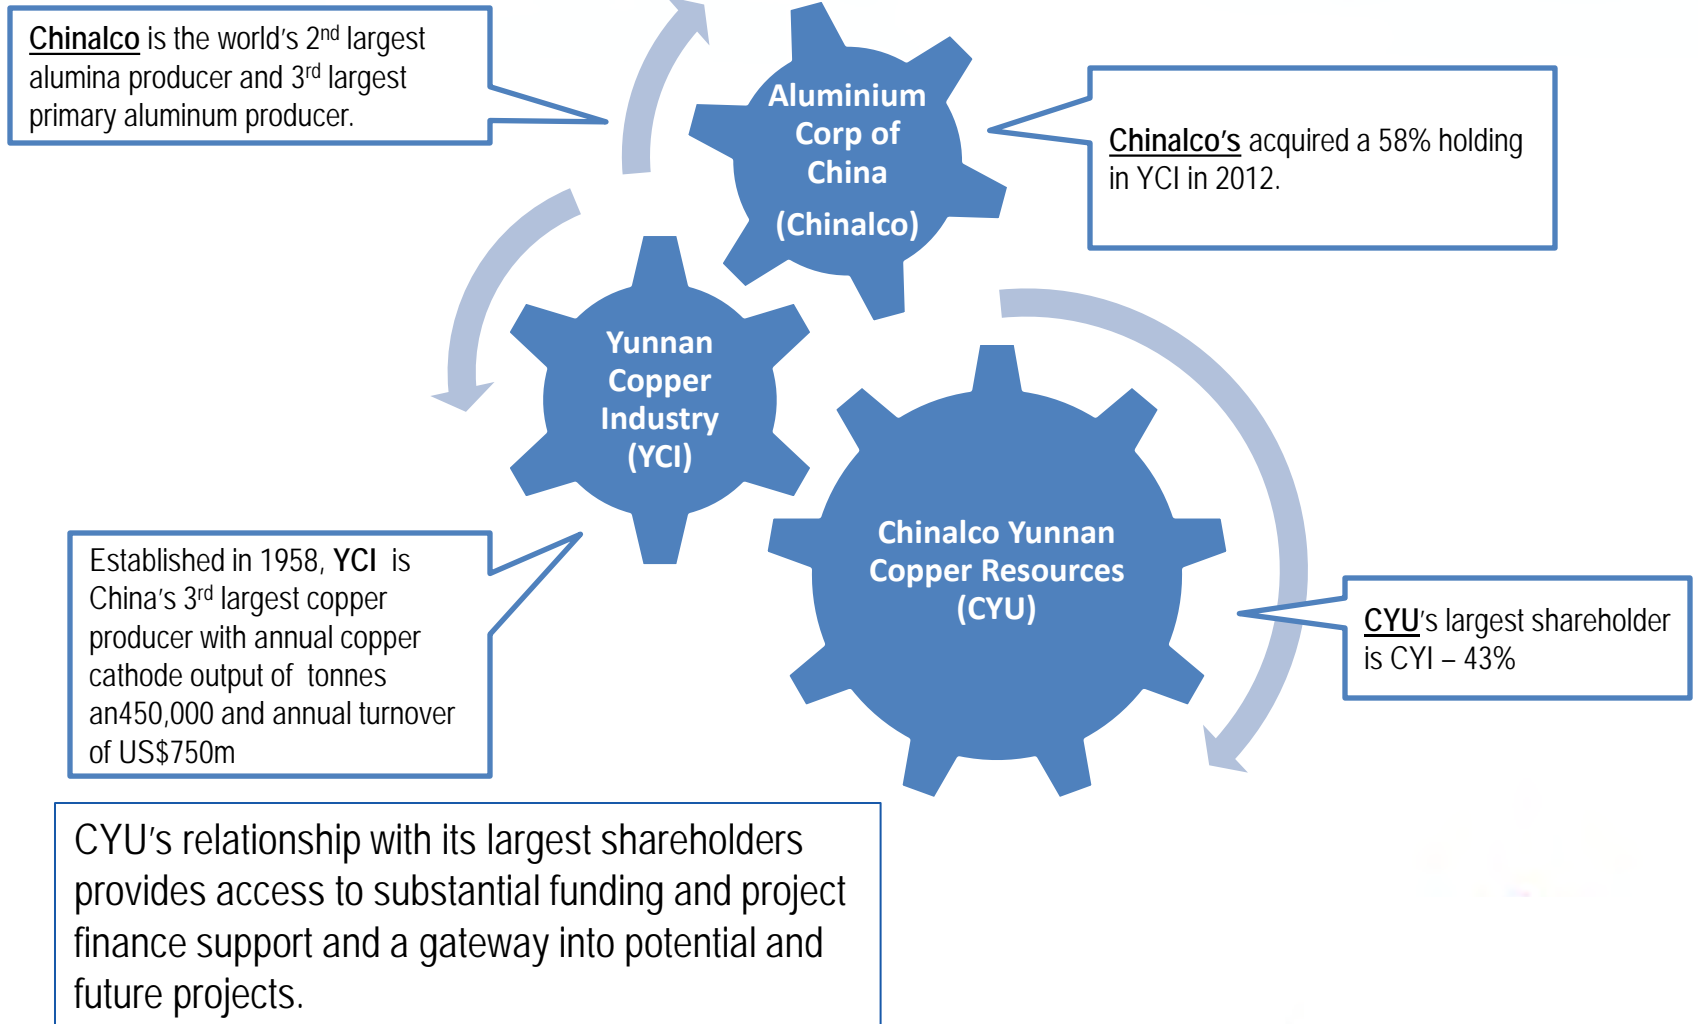 Chinalco is the world's 2nd largest
alumina producer and 3rd largest
primary aluminum producer.
Aluminium
Corp of
China
(Chinalco)
Chinalco's acquired a 58% holding
in YCI in 2012.
Yunnan
Copper
Industry
(YCI)
Chinalco Yunnan
Copper Resources
(CYU)
Established in 1958, YCI is
China's 3rd largest copper
producer with annual copper
cathode output of tonnes
an450,000 and annual turnover
of US$750m
CYU's largest shareholder
is CYI – 43%
CYU's relationship with its largest shareholders
provides access to substantial funding and project
finance support and a gateway into potential and
future projects.